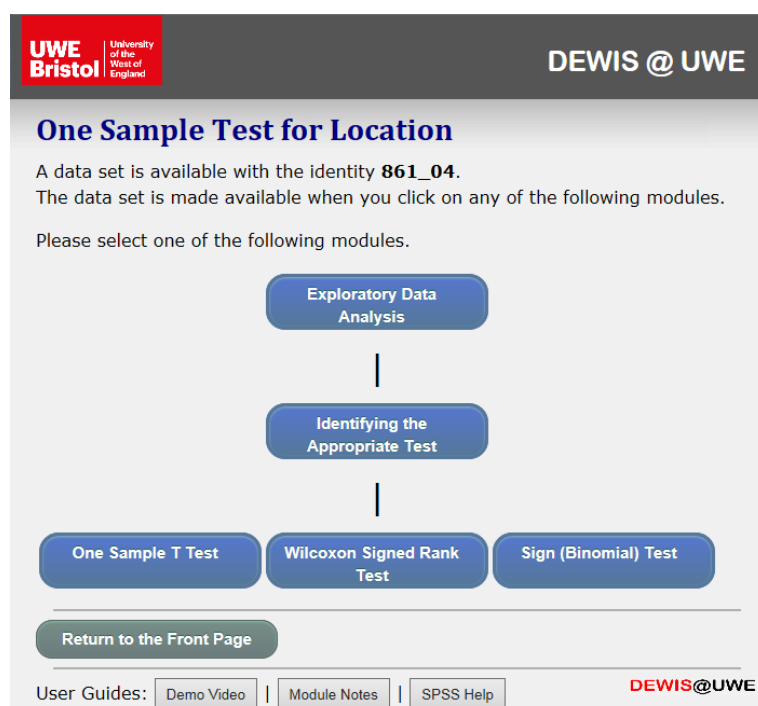 UWE
Bristol
University
of the
West of
England
DEWIS @ UWE
One Sample Test for Location
A data set is available with the identity 861_04.
The data set is made available when you click on any of the following modules.
Please select one of the following modules.
Exploratory Data
Analysis
Identifying the
Appropriate Test
One Sample T Test
Wilcoxon Signed Rank
Test
Sign (Binomial) Test
Return to the Front Page
User Guides: Demo Video | Module Notes | SPSS Help
DEWIS@UWE